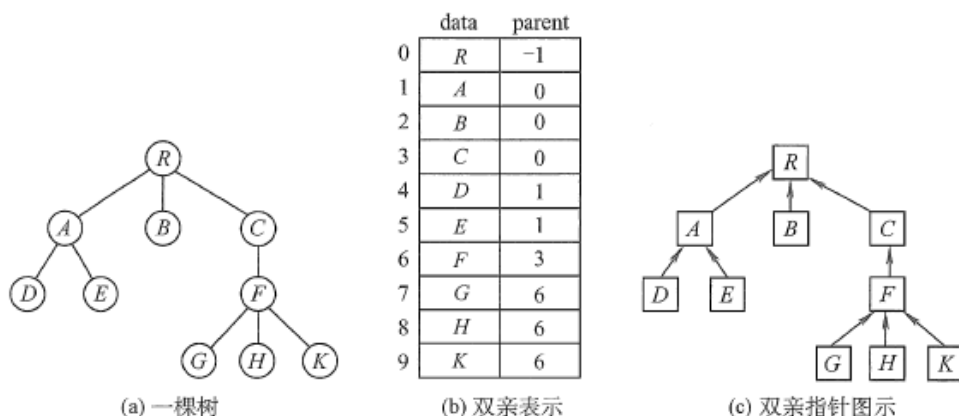 R
A
B
C
D
E
F
G
H
K
(a) 一棵树
data parent
0 R −1
1 A 0
2 B 0
3 C 0
4 D 1
5 E 1
6 F 3
7 G 6
8 H 6
9 K 6
(b) 双亲表示
R
A
B
C
D
E
F
G
H
K
(c) 双亲指针图示